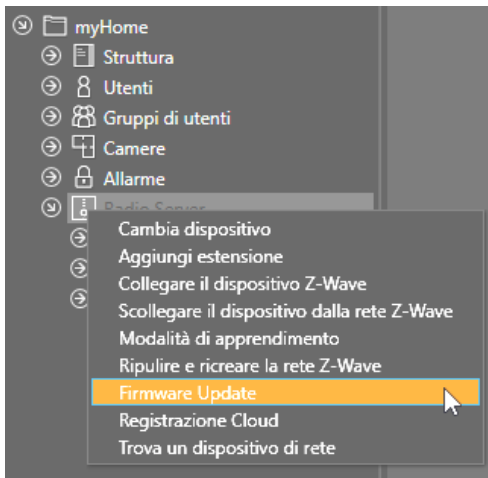 myHome
Struttura
Utenti
Gruppi di utenti
Camere
Allarme
Radio Server
Cambia dispositivo
Aggiungi estensione
Collegare il dispositivo Z-Wave
Scollegare il dispositivo dalla rete Z-Wave
Modalità di apprendimento
Ripulire e ricreare la rete Z-Wave
Firmware Update
Registrazione Cloud
Trova un dispositivo di rete